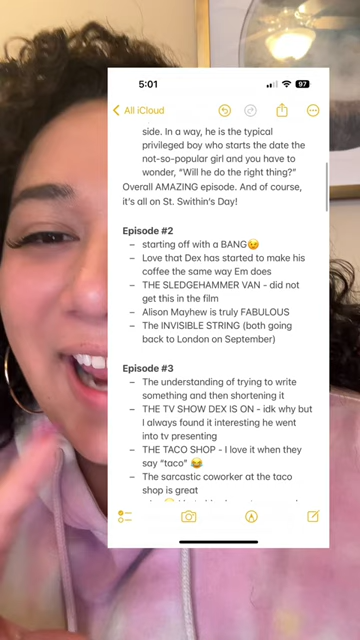 5:01
97
All iCloud
side. In a way, he is the typical
privileged boy who starts the date the
not-so-popular girl and you have to
wonder, “Will he do the right thing?”
Overall AMAZING episode. And of course,
it’s all on St. Swithin’s Day!
Episode #2
– starting off with a BANG😉
– Love that Dex has started to make his
coffee the same way Em does
– THE SLEDGEHAMMER VAN - did not
get this in the film
– Alison Mayhew is truly FABULOUS
– The INVISIBLE STRING (both going
back to London on September)
Episode #3
– The understanding of trying to write
something and then shortening it
– THE TV SHOW DEX IS ON - idk why but
I always found it interesting he went
into tv presenting
– THE TACO SHOP - I love it when they
say “taco” 😂
– The sarcastic coworker at the taco
shop is great